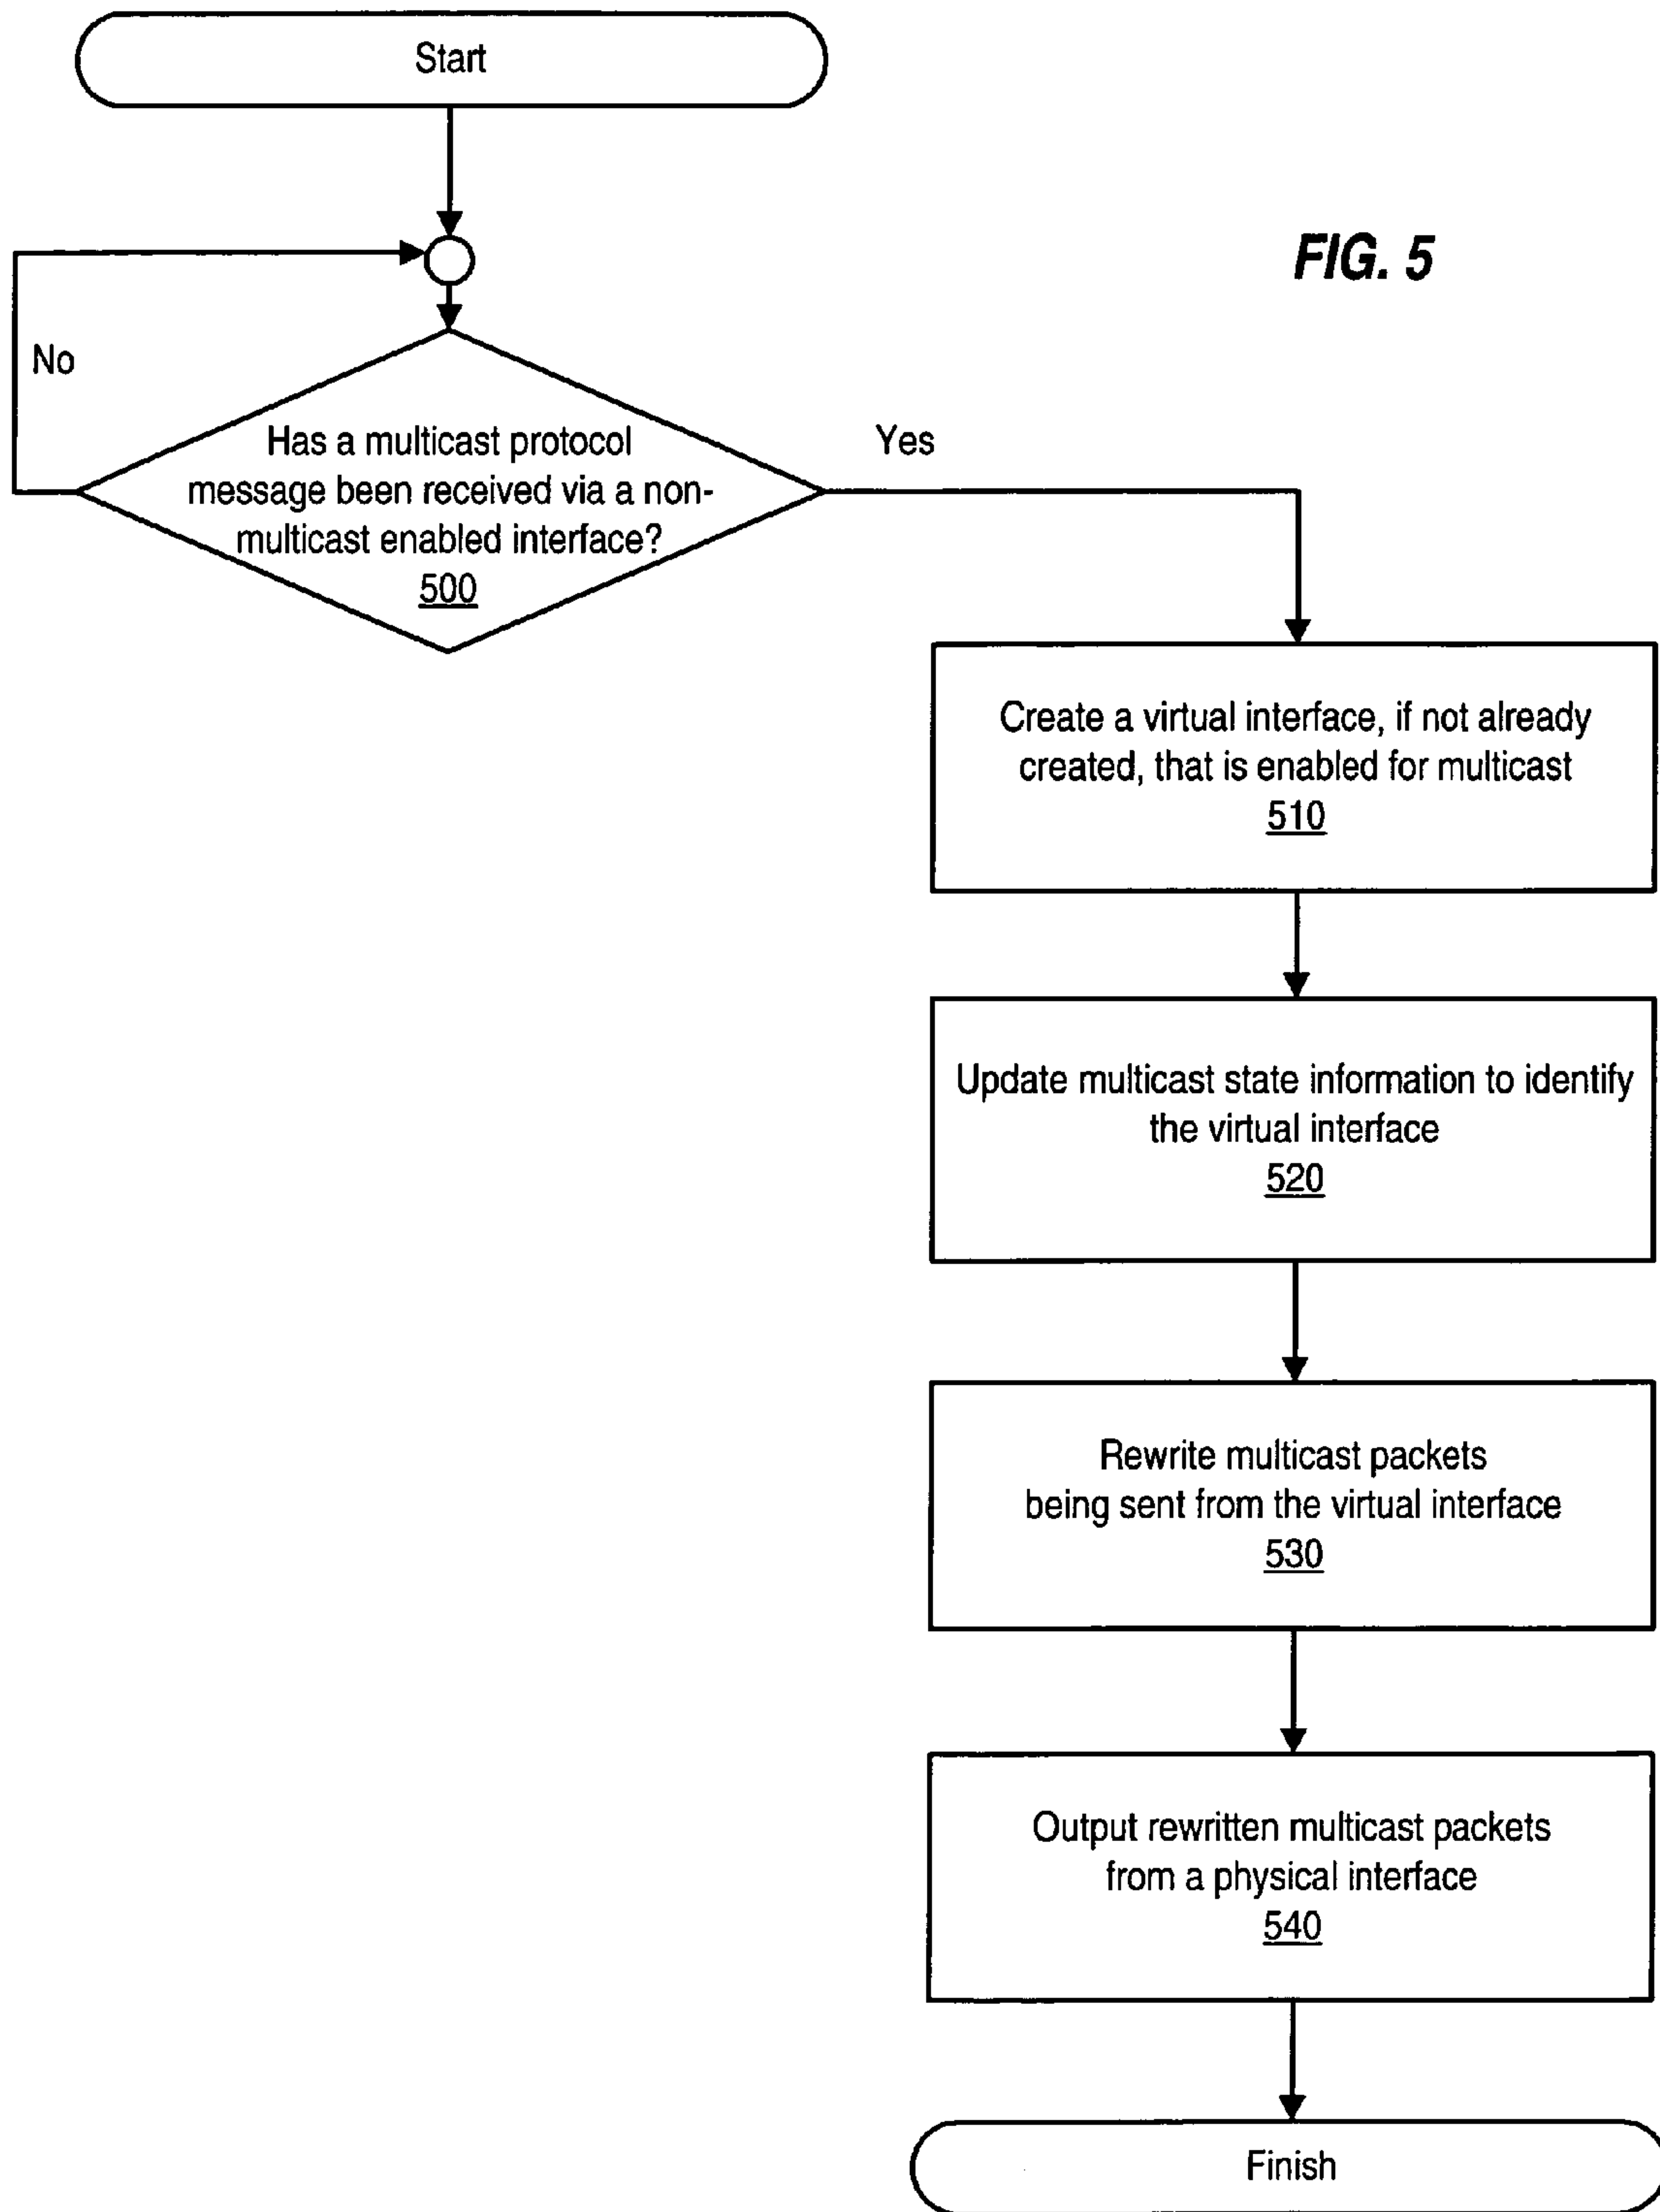 Start
FIG. 5
No
Has a multicast protocol
message been received via a non-
multicast enabled interface?
500
Yes
Create a virtual interface, if not already
created, that is enabled for multicast
510
Update multicast state information to identify
the virtual interface
520
Rewrite multicast packets
being sent from the virtual interface
530
Output rewritten multicast packets
from a physical interface
540
Finish